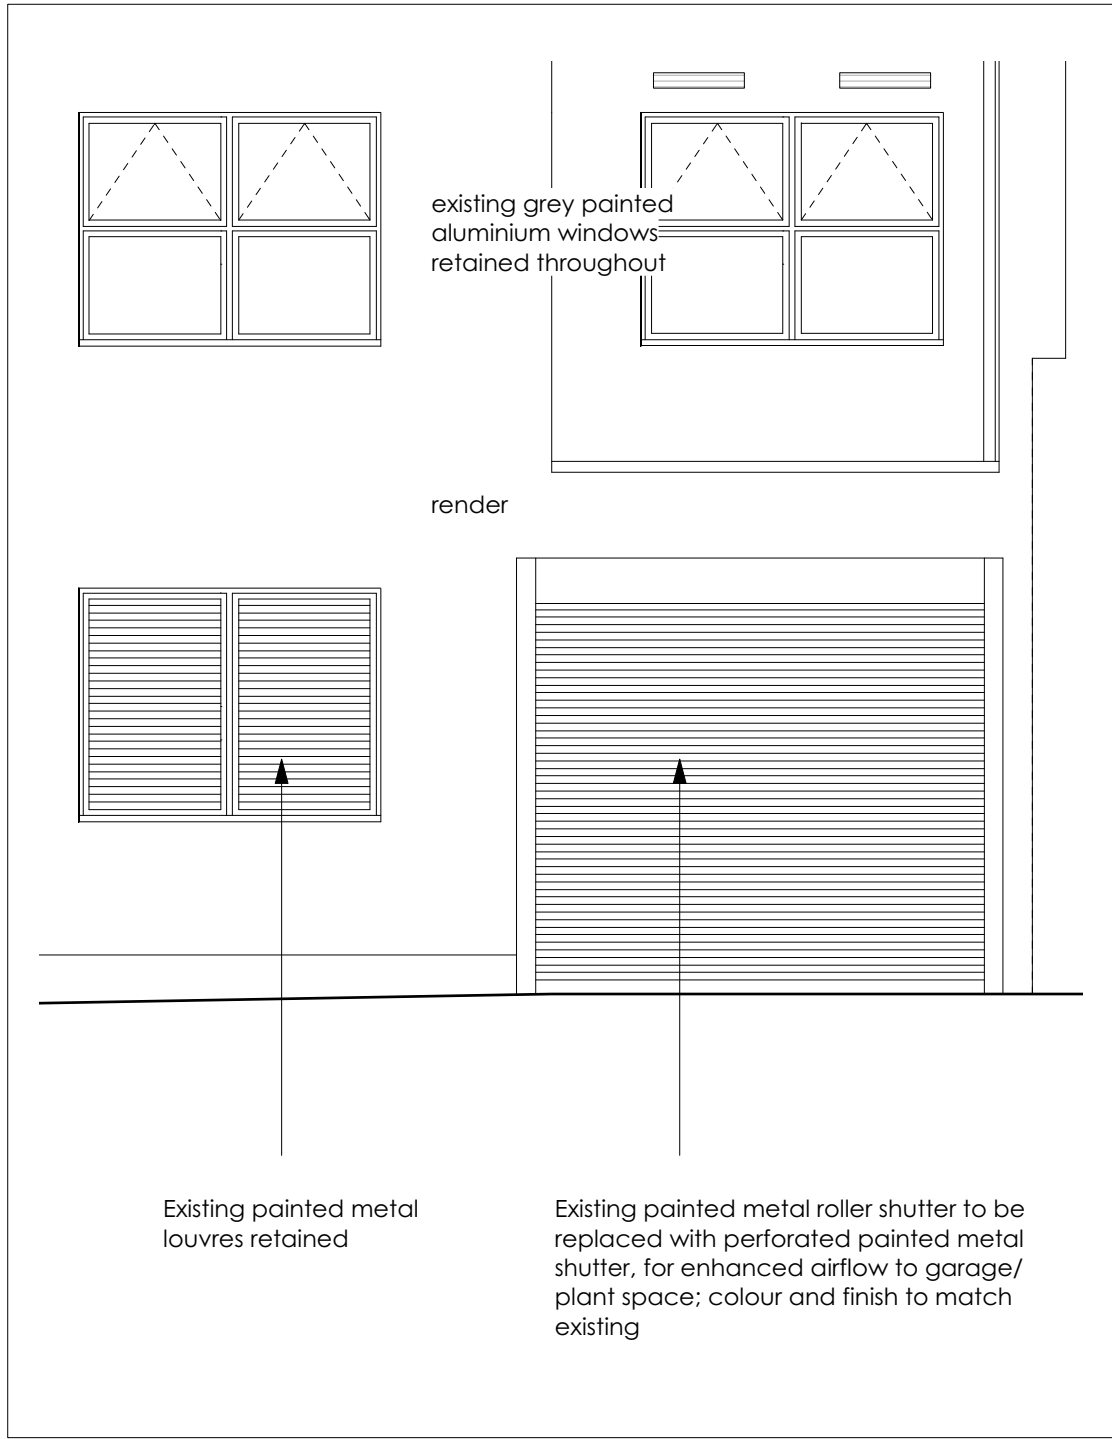 existing grey painted
aluminium windows
retained throughout
render
Existing painted metal
louvres retained
Existing painted metal roller shutter to be
replaced with perforated painted metal
shutter, for enhanced airflow to garage/
plant space; colour and finish to match
existing